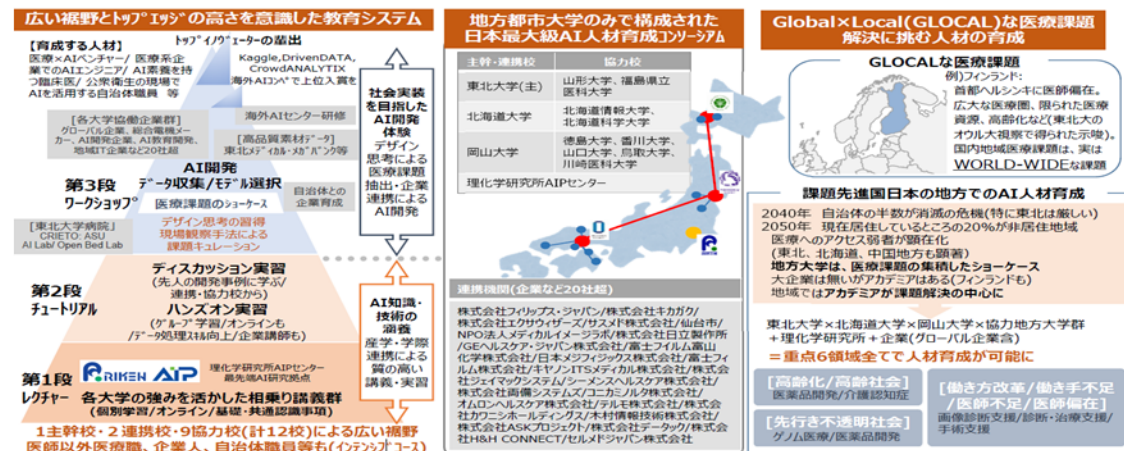 広い裾野とﾄｯﾌﾟｴｯｼﾞの高さを意識した教育システム
ﾄｯﾌﾟｲﾉｳﾞｪｰﾀｰの輩出
【育成する人材】
医療×AIベンチャー/ 医療系企
業でのAIエンジニア/ AI素養を持
つ臨床医/ 公衆衛生の現場で
AIを活用する自治体職員 等
Kaggle,DrivenDATA,
CrowdANALYTIX
海外AIｺﾝﾍﾟで上位入賞を
海外AIセンター研修
[各大学協働企業群]
グローバル企業、総合電機メー
カー、AI開発企業、AI教育開発、
地域IT企業など20社超
[高品質素材ﾃﾞｰﾀ]
東北ﾒﾃﾞｨｶﾙ・ﾒｶﾞﾊﾞﾝｸ等
AI開発
ﾃﾞｰﾀ収集/ﾓﾃﾞﾙ選択
第3段
ワークショップ
医療課題のｼｮｰｹｰｽ
自治体との
企業育成
[東北大学病院]
CRIETO: ASU
AI Lab/ Open Bed Lab
デザイン思考の習得
現場観察手法による
課題キュレーション
ディスカッション実習
(先人の開発事例に学ぶ/
連携・協力校から)
第2段
チュートリアル
ハンズオン実習
(ｸﾞﾙｰﾌﾟ学習/オンラインも
/ﾃﾞｰﾀ処理ｽｷﾙ向上/企業講師も)
第1段
レクチャー
RIKEN AIP
理化学研究所AIPセンター
最先端AI研究拠点
各大学の強みを活かした相乗り講義群
(個別学習/オンライン/基礎・共通認識事項)
1主幹校・2連携校・9協力校(計12校)による広い裾野
医師以外医療職、企業人、自治体職員等も(ｲﾝﾃﾝｼﾌﾞｺｰｽ)
社会実装
を目指した
AI開発
体験
デザイン
思考による
医療課題
抽出・企業
連携による
AI開発
AI知識・
技術の
涵養
産学・学際
連携による
質の高い
講義・実習
地方都市大学のみで構成された
日本最大級AI人材育成コンソーシアム
主幹・連携校 協力校
東北大学(主) 山形大学、福島県立
医科大学
北海道大学 北海道情報大学、
北海道科学大学
岡山大学 徳島大学、香川大学、
山口大学、鳥取大学、
川崎医科大学
理化学研究所AIPセンター
RIKEN
連携機関(企業など20社超)
株式会社フィリップス・ジャパン/株式会社キカガク/
株式会社エクサウィザーズ/サスメド株式会社/仙台市/
NPO法人メディカルイメージラボ/株式会社日立製作所
/GEヘルスケア・ジャパン株式会社/富士フイルム富山
化学株式会社/日本メジフィジックス株式会社/富士フィ
ルム株式会社/キヤノンITSメディカル株式会社/株式会
社ジェイマックシステム/シーメンスヘルスケア株式会社/
株式会社両備システムズ/コニカミノルタ株式会社/
オムロンヘルスケア株式会社/テルモ株式会社/株式会
社カワニシホールディングス/木村情報技術株式会社/
株式会社ASKプロジェクト/株式会社データック/株式会
社H&H CONNECT/セルメドジャパン株式会社
Global×Local(GLOCAL)な医療課題
解決に挑む人材の育成
GLOCALな医療課題
例)フィンランド:
首都ヘルシンキに医師偏在。
広大な医療圏、限られた医療
資源、高齢化など(東北大の
オウル大視察で得られた示唆)。
国内地域医療課題は、実は
WORLD-WIDEな課題
課題先進国日本の地方でのAI人材育成
2040年 自治体の半数が消滅の危機(特に東北は厳しい)
2050年 現在居住しているところの20%が非居住地域
医療へのアクセス弱者が顕在化
(東北、北海道、中国地方も顕著)
地方大学は、医療課題の集積したショーケース
大企業は無いがアカデミアはある(フィンランドも)
地域ではアカデミアが課題解決の中心に
東北大学×北海道大学×岡山大学×協力地方大学群
+理化学研究所+企業(グローバル企業含)
=重点6領域全てで人材育成が可能に
[高齢化/高齢社会]
医薬品開発/介護認知症
[先行き不透明社会]
ゲノム医療/医薬品開発
[働き方改革/働き手不足
/医師不足/医師偏在]
画像診断支援/診断・治療支援/
手術支援